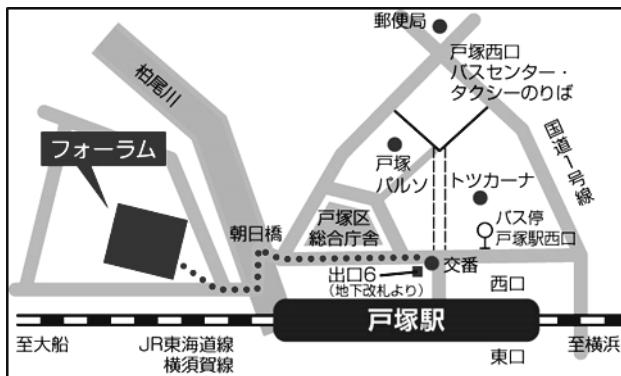 郵便局
戸塚西口
バスセンター・
タクシーのりば
柏尾川
国道1号線
フォーラム
戸塚
パルソ
トツカーナ
バス停
戸塚駅西口
戸塚区
総合庁舎
朝日橋
出口6
（地下改札より）
交番
西口
戸塚駅
至大船
JR東海道線
横須賀線
東口
至横浜